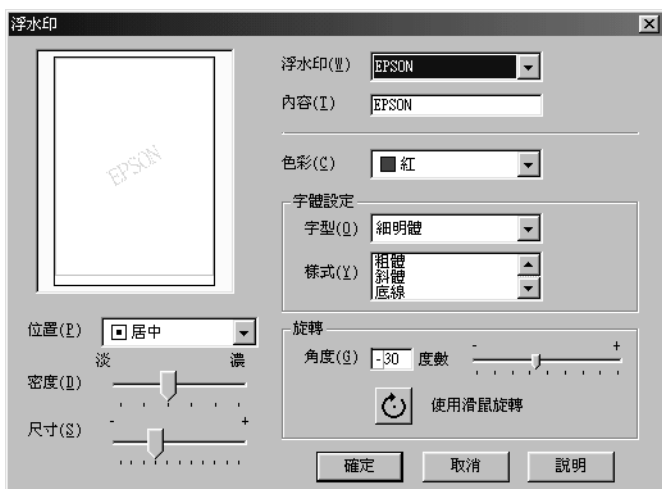 浮水印
EPSON
浮水印(W) EPSON
內容(T) EPSON
色彩(C) 紅
字體設定
字型(O) 細明體
樣式(Y) 粗體
斜體
底線
位置(P) 居中
淡 濃
密度(D)
尺寸(S) - +
旋轉
角度(G) -30 度數 - +
使用滑鼠旋轉
確定 取消 說明